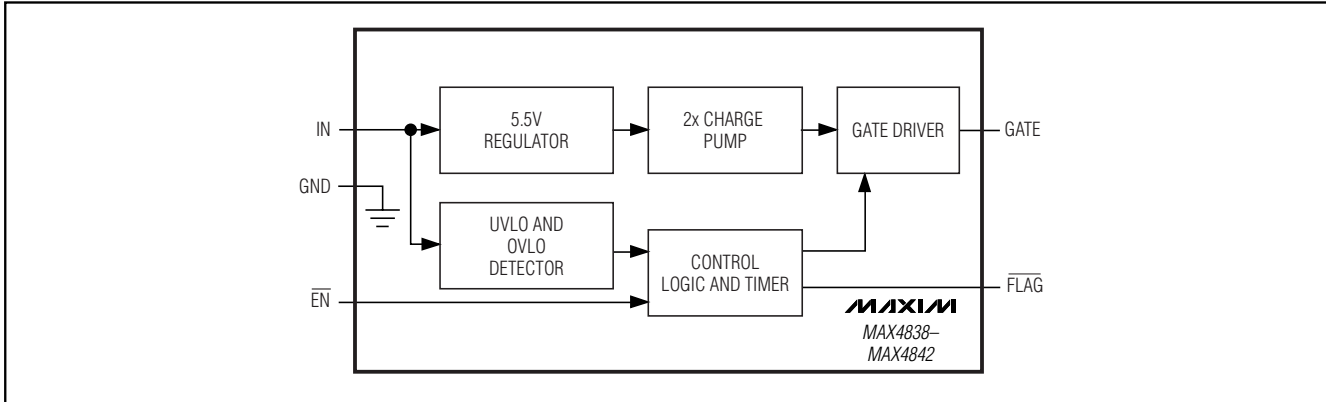 IN
5.5V
REGULATOR
2x CHARGE
PUMP
GATE DRIVER
GATE
GND
UVLO AND
OVLO
DETECTOR
CONTROL
LOGIC AND TIMER
EN
FLAG
MAXIM
MAX4838–
MAX4842